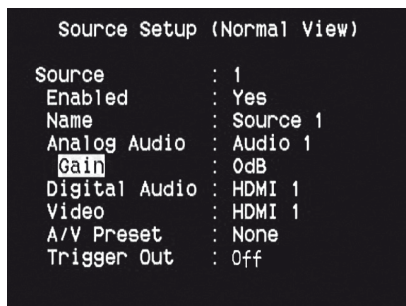 Source Setup (Normal View)
Source : 1
Enabled : Yes
Name : Source 1
Analog Audio : Audio 1
Gain : 0dB
Digital Audio : HDMI 1
Video : HDMI 1
A/V Preset : None
Trigger Out : Off